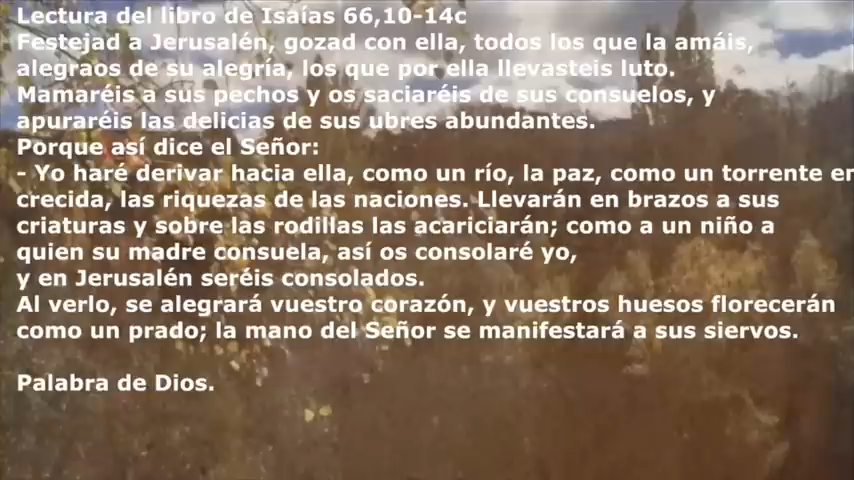 Lectura del libro de Isaías 66,10-14c
Festejad a Jerusalén, gozad con ella, todos los que la amáis,
alegraos de su alegría, los que por ella llevasteis luto.
Mamaréis a sus pechos y os saciaréis de sus consuelos, y
apuraréis las delicias de sus ubres abundantes.
Porque así dice el Señor:
- Yo haré derivar hacia ella, como un río, la paz, como un torrente en
crecida, las riquezas de las naciones. Llevarán en brazos a sus
criaturas y sobre las rodillas las acariciarán; como a un niño a
quien su madre consuela, así os consolaré yo,
y en Jerusalén seréis consolados.
Al verlo, se alegrará vuestro corazón, y vuestros huesos florecerán
como un prado; la mano del Señor se manifestará a sus siervos.
Palabra de Dios.